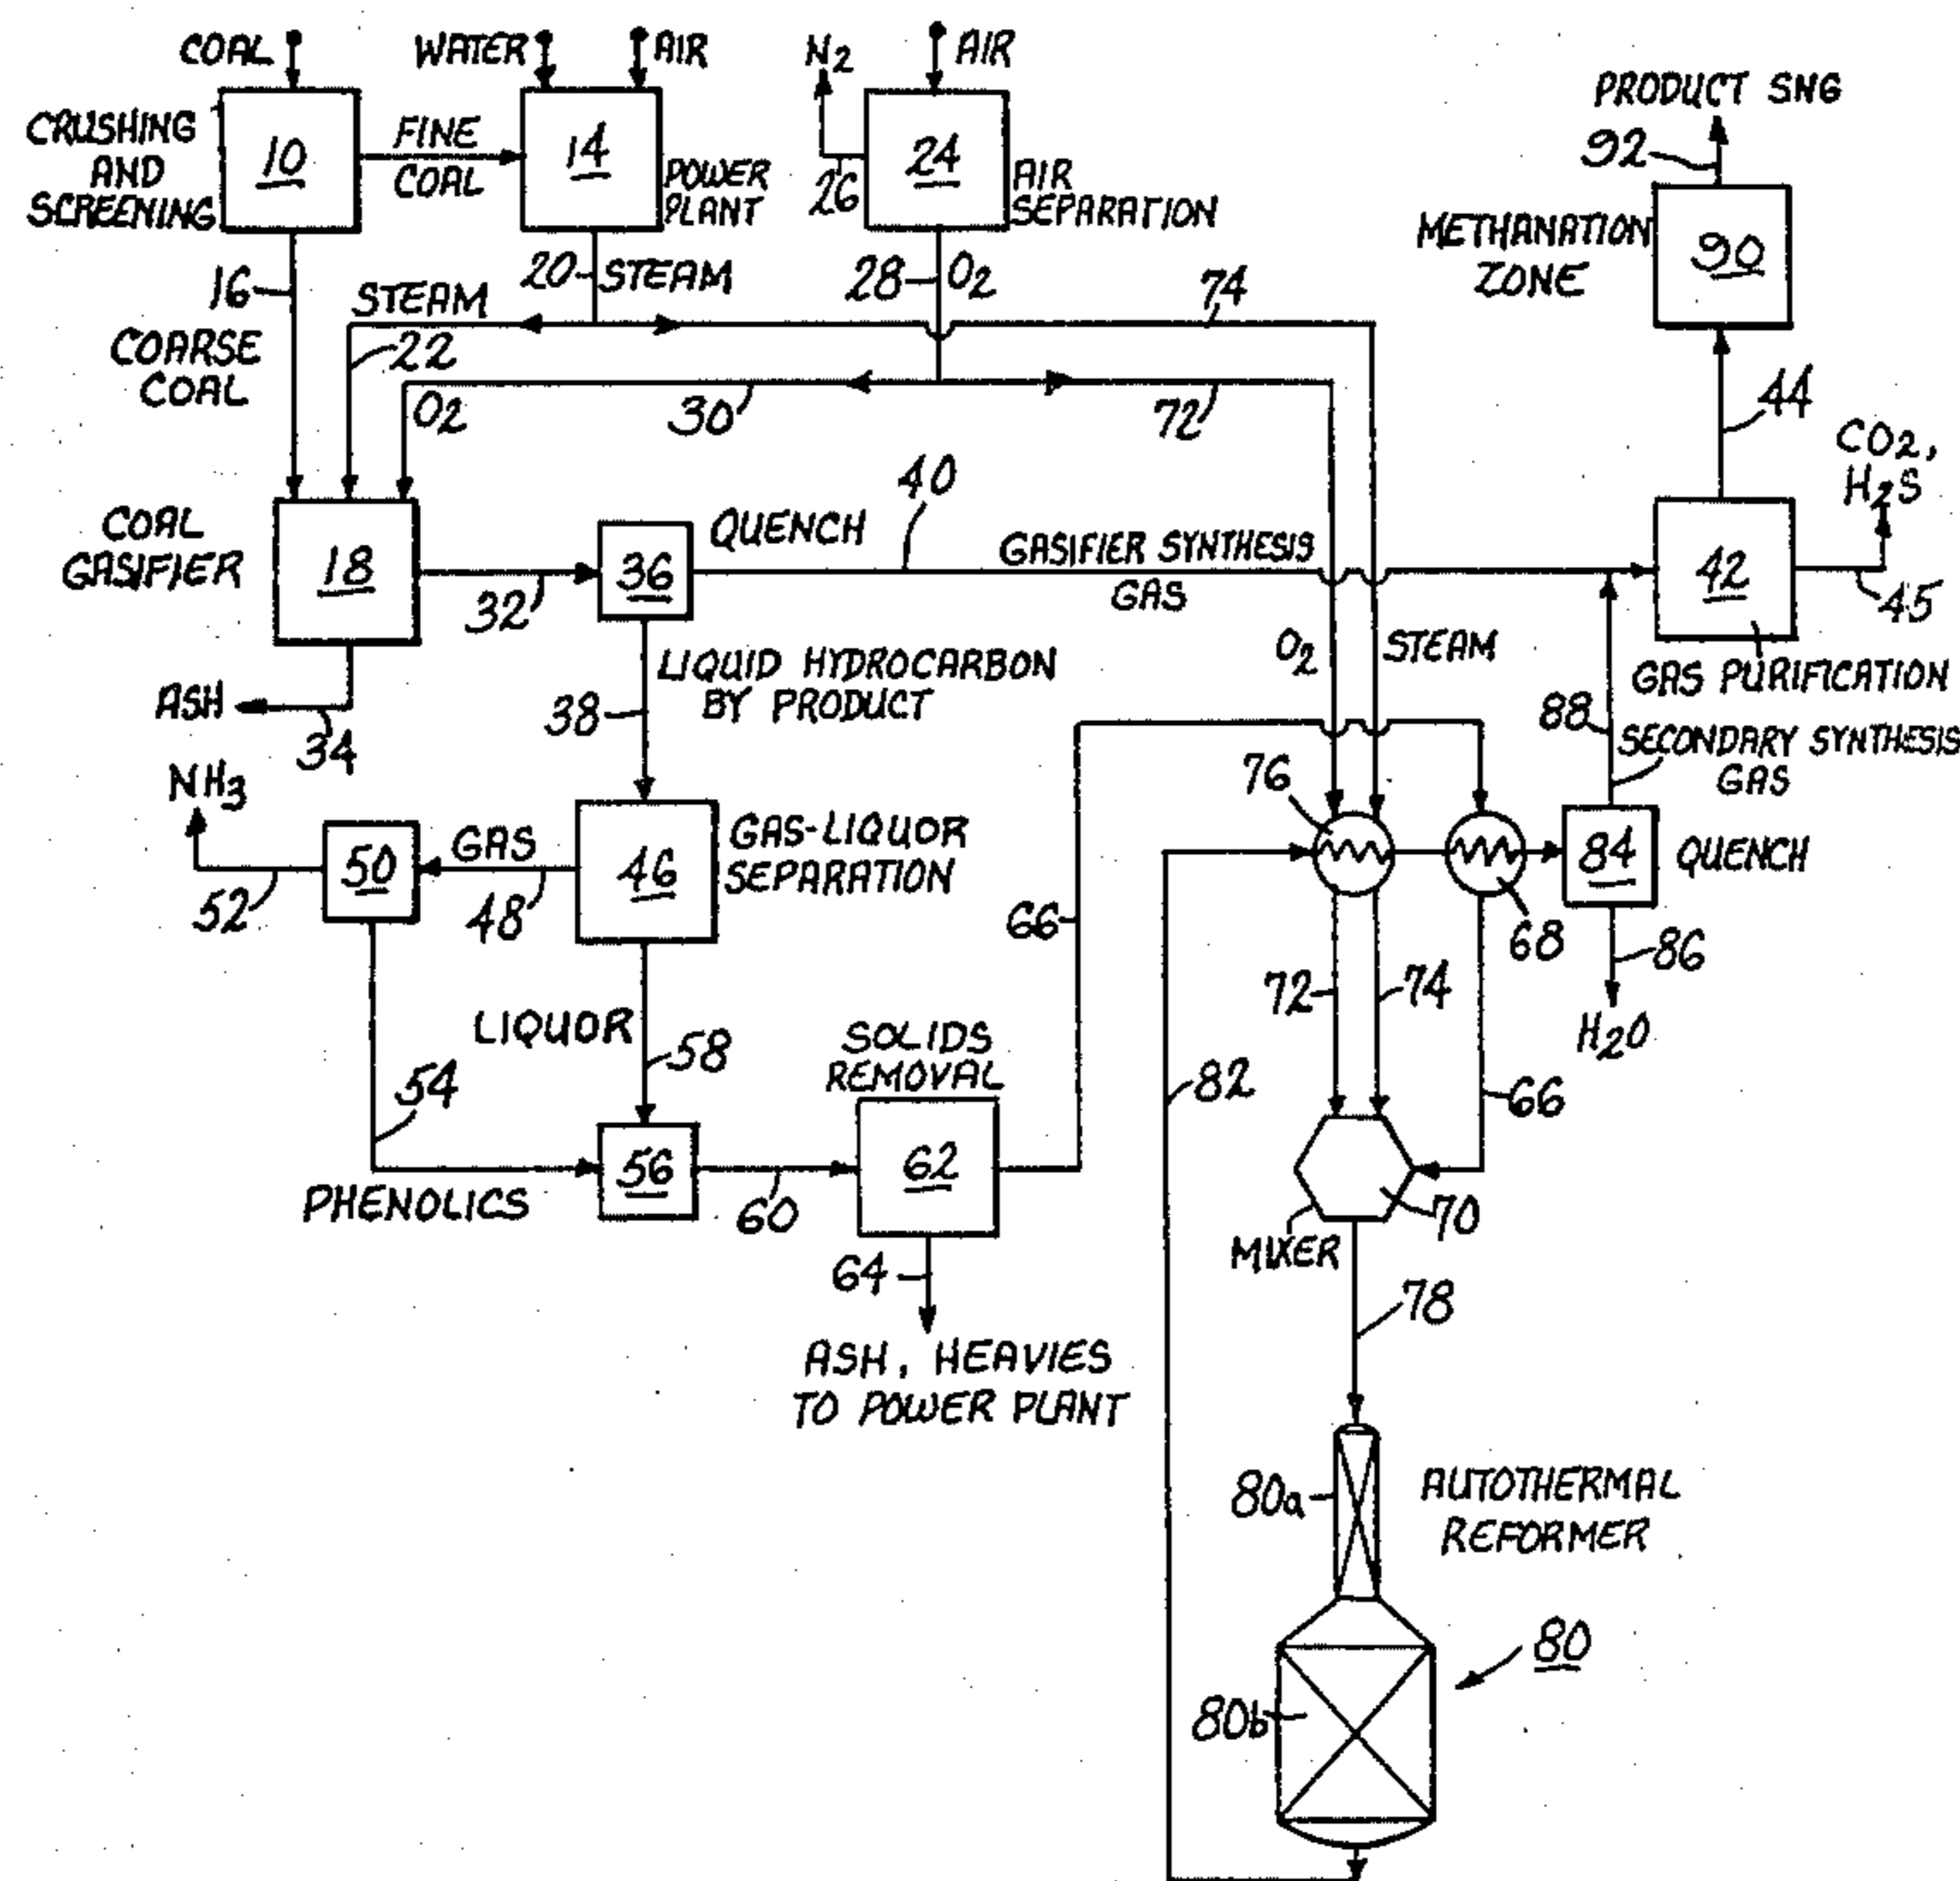 COAL
WATER
AIR
N2
AIR
CRUSHING
AND
SCREENING
10
FINE
COAL
14
POWER
PLANT
26
24
AIR
SEPARATION
PRODUCT SNG
92
METHANATION
ZONE
90
16
COARSE
COAL
STEAM
22
20
STEAM
28
O2
74
O2
30
72
44
CO2,
H2S
COAL
GASIFIER
18
32
36
QUENCH
40
GASIFIER SYNTHESIS
GAS
42
45
GAS PURIFICATION
ASH
34
38
LIQUID HYDROCARBON
BY PRODUCT
O2
STEAM
88
SECONDARY SYNTHESIS
GAS
NH3
52
50
GAS
48
46
GAS-LIQUOR
SEPARATION
66
76
68
84
QUENCH
86
H2O
54
PHENOLICS
LIQUOR
58
56
60
SOLIDS
REMOVAL
62
64
ASH, HEAVIES
TO POWER PLANT
82
72
74
66
70
MIXER
78
80a
AUTOTHERMAL
REFORMER
80
80b